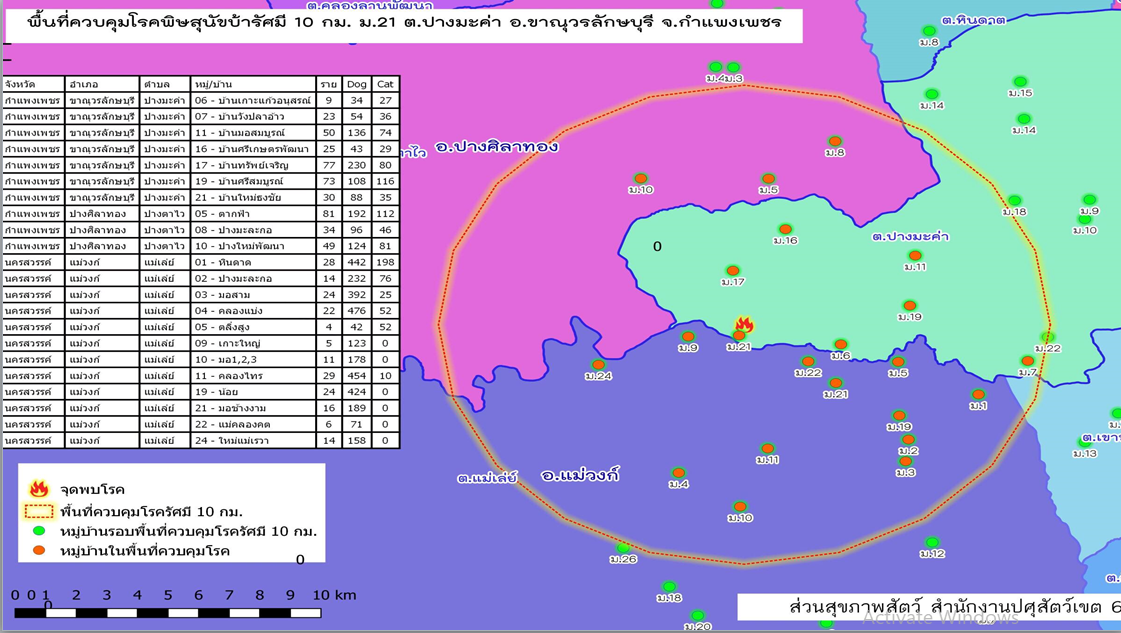 ต.คลองลานพัฒนา
พื้นที่ควบคุมโรคพิษสุนัขบ้ารัศมี 10 กม. ม.21 ต.ปางมะค่า อ.ขาณุวรลักษบุรี จ.กำแพงเพชร
จังหวัด อำเภอ ตำบล หมู่/บ้าน ราย Dog Cat
กำแพงเพชร ขาณุวรลักษบุรี ปางมะค่า 06 - บ้านเกาะแก้วอนุสรณ์ 9 34 27
กำแพงเพชร ขาณุวรลักษบุรี ปางมะค่า 07 - บ้านวังปลาอ้าว 23 54 36
กำแพงเพชร ขาณุวรลักษบุรี ปางมะค่า 11 - บ้านมอสมบูรณ์ 50 136 74
กำแพงเพชร ขาณุวรลักษบุรี ปางมะค่า 16 - บ้านศรีเกษตรพัฒนา 25 43 29
กำแพงเพชร ขาณุวรลักษบุรี ปางมะค่า 17 - บ้านทรัพย์เจริญ 77 230 80
กำแพงเพชร ขาณุวรลักษบุรี ปางมะค่า 19 - บ้านศรีสมบูรณ์ 73 108 116
กำแพงเพชร ขาณุวรลักษบุรี ปางมะค่า 21 - บ้านใหม่ธงชัย 30 88 35
กำแพงเพชร ปางศิลาทอง ปางตาไว 05 - ตากฟ้า 81 192 112
กำแพงเพชร ปางศิลาทอง ปางตาไว 08 - ปางมะละกอ 34 96 46
กำแพงเพชร ปางศิลาทอง ปางตาไว 10 - ปางใหม่พัฒนา 49 124 81
นครสวรรค์ แม่วงก์ แม่เล่ย์ 01 - หินดาด 28 442 198
นครสวรรค์ แม่วงก์ แม่เล่ย์ 02 - ปางมะละกอ 14 232 76
นครสวรรค์ แม่วงก์ แม่เล่ย์ 03 - มอสาม 24 392 25
นครสวรรค์ แม่วงก์ แม่เล่ย์ 04 - คลองแบ่ง 22 476 52
นครสวรรค์ แม่วงก์ แม่เล่ย์ 05 - ตลิ่งสูง 4 42 52
นครสวรรค์ แม่วงก์ แม่เล่ย์ 09 - เกาะใหญ่ 5 123 0
นครสวรรค์ แม่วงก์ แม่เล่ย์ 10 - มอ1,2,3 11 178 0
นครสวรรค์ แม่วงก์ แม่เล่ย์ 11 - คลองไทร 29 454 10
นครสวรรค์ แม่วงก์ แม่เล่ย์ 19 - น้อย 24 424 0
นครสวรรค์ แม่วงก์ แม่เล่ย์ 21 - มอช้างงาม 16 189 0
นครสวรรค์ แม่วงก์ แม่เล่ย์ 22 - แม่คลองคต 6 71 0
นครสวรรค์ แม่วงก์ แม่เล่ย์ 24 - ใหม่แม่เรวา 14 158 0
ต.หินดาต
ม.8
ม.4 ม.3
ม.15
ม.14
ม.14
ม.8
าไว อ.ปางศิลาทอง
ม.10 ม.5
ม.18 ม.9
ม.10
ม.16
ต.ปางมะค่า
0
ม.11
ม.17
ม.19
ม.9 ม.21 ม.6 ม.22
ม.24 ม.22 ม.5 ม.7
ม.21
ม.1
ม.19
ม.
ม.2
ต.เขา
ม.11 ม.3 ม.13
ต.แม่เล่ย์ อ.แม่วงก์
ม.4
ม.10
ม.26 ม.12
ม.18
ต.
ม.20
จุดพบโรค
พื้นที่ควบคุมโรครัศมี 10 กม.
หมู่บ้านรอบพื้นที่ควบคุมโรครัศมี 10 กม.
หมู่บ้านในพื้นที่ควบคุมโรค
0
0 0 1 2 3 4 5 6 7 8 9 10 km
0
ส่วนสุขภาพสัตว์ สำนักงานปศุสัตว์เขต 6
Activate Windows